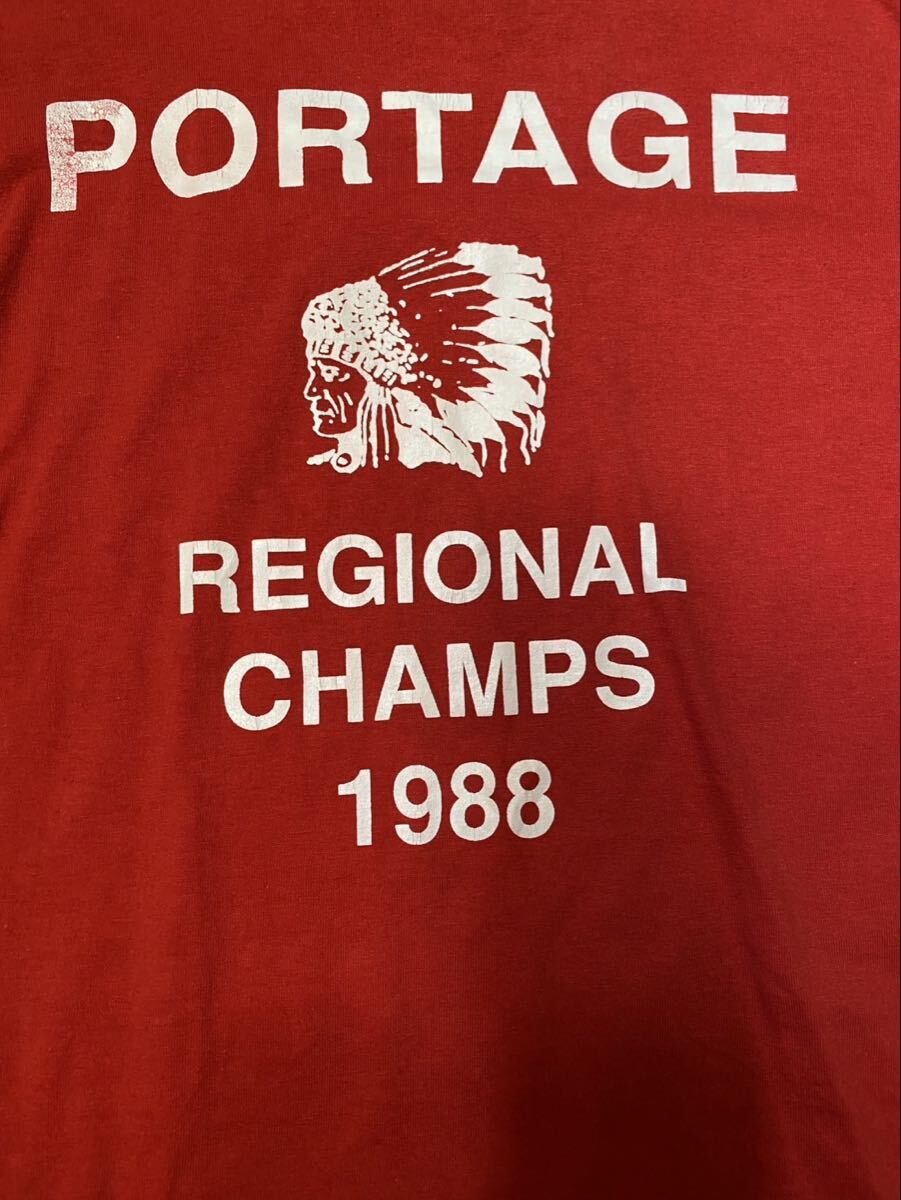 PORTAGE
REGIONAL
CHAMPS
1988